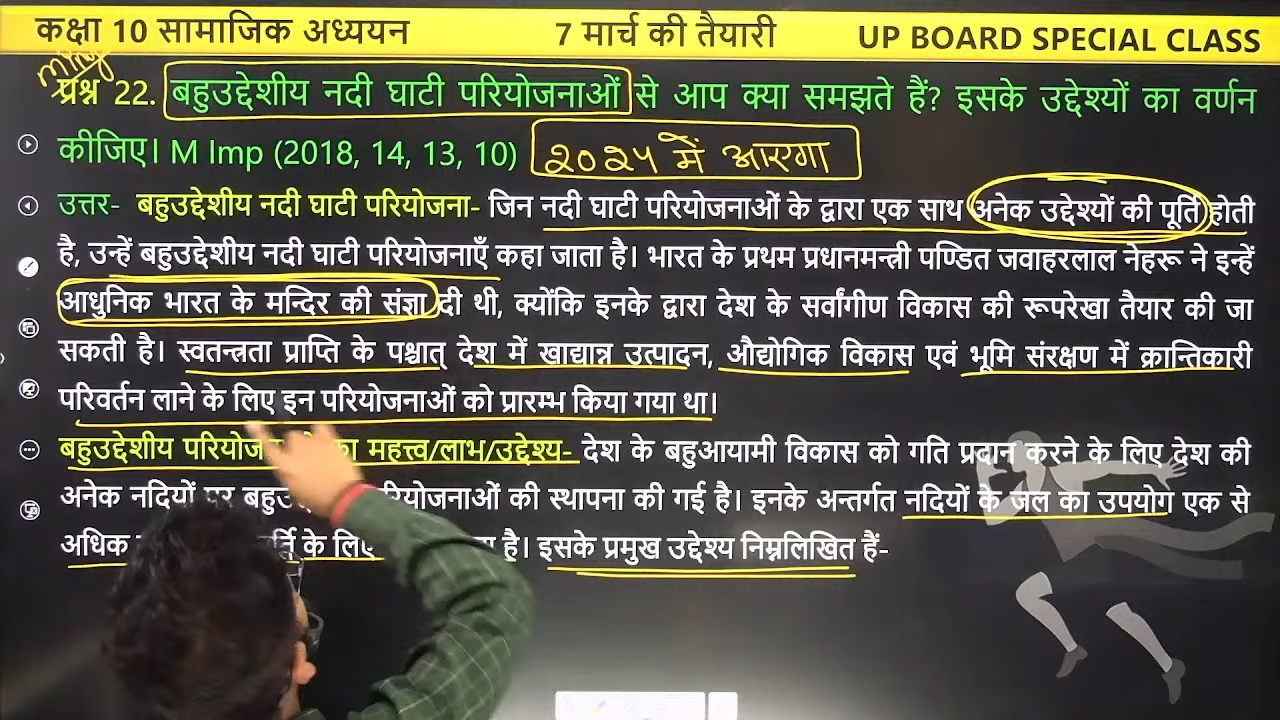 कक्षा 10 सामाजिक अध्ययन 7 मार्च की तैयारी UP BOARD SPECIAL CLASS
M Imp
प्रश्न 22. बहुउद्देशीय नदी घाटी परियोजनाओं से आप क्या समझते हैं? इसके उद्देश्यों का वर्णन
कीजिए। M Imp (2018, 14, 13, 10) २०२५ में आएगा
उत्तर- बहुउद्देशीय नदी घाटी परियोजना- जिन नदी घाटी परियोजनाओं के द्वारा एक साथ अनेक उद्देश्यों की पूर्ति होती
है, उन्हें बहुउद्देशीय नदी घाटी परियोजनाएँ कहा जाता है। भारत के प्रथम प्रधानमन्त्री पण्डित जवाहरलाल नेहरू ने इन्हें
आधुनिक भारत के मन्दिर की संज्ञा दी थी, क्योंकि इनके द्वारा देश के सर्वांगीण विकास की रूपरेखा तैयार की जा
सकती है। स्वतन्त्रता प्राप्ति के पश्चात् देश में खाद्यान्न उत्पादन, औद्योगिक विकास एवं भूमि संरक्षण में क्रान्तिकारी
परिवर्तन लाने के लिए इन परियोजनाओं को प्रारम्भ किया गया था।
बहुउद्देशीय का महत्त्व/लाभ/उद्देश्य- देश के बहुआयामी विकास को गति प्रदान करने के लिए देश की
अनेक नदियों पर परियोजनाओं की स्थापना की गई है। इनके अन्तर्गत नदियों के जल का उपयोग एक से
अधिक के लिए है। इसके प्रमुख उद्देश्य निम्नलिखित हैं-